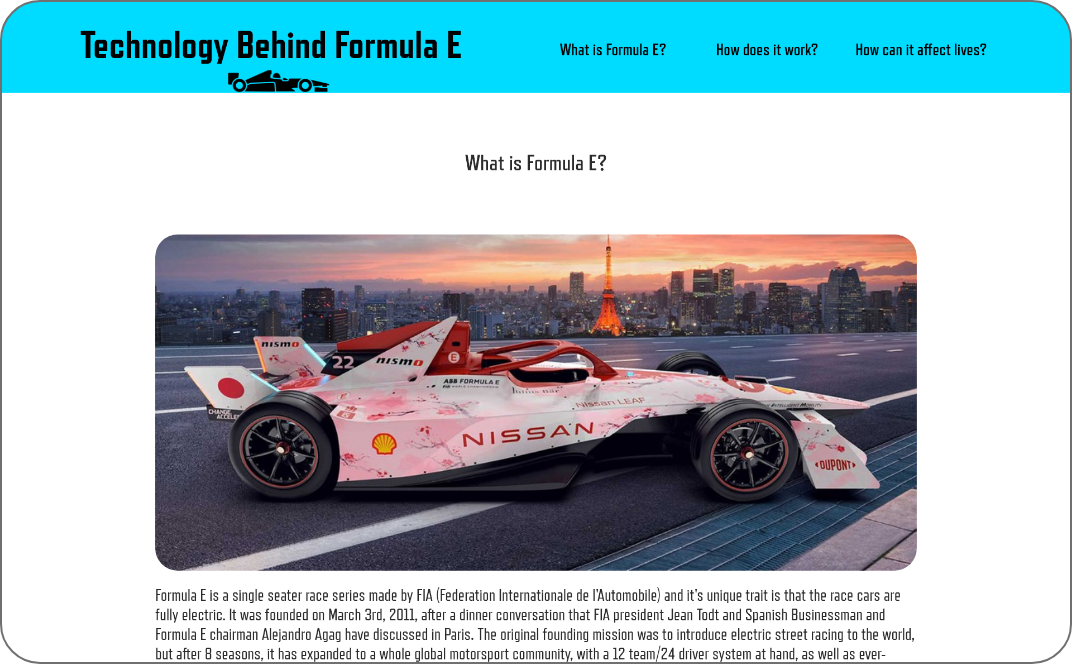 Technology Behind Formula E
What is Formula E?
How does it work?
How can it affect lives?
What is Formula E?
nismo
22
nismo
E
ABB FORMULA E
NISSAN LEAF
CHANGE.
ACCELE
NISSAN
DUPONT
Formula E is a single seater race series made by FIA (Federation Internationale de l'Automobile) and it's unique trait is that the race cars are
fully electric. It was founded on March 3rd, 2011, after a dinner conversation that FIA president Jean Todt and Spanish Businessman and
Formula E chairman Alejandro Agag have discussed in Paris. The original founding mission was to introduce electric street racing to the world,
but after 8 seasons, it has expanded to a whole global motorsport community, with a 12 team/24 driver system at hand, as well as ever-